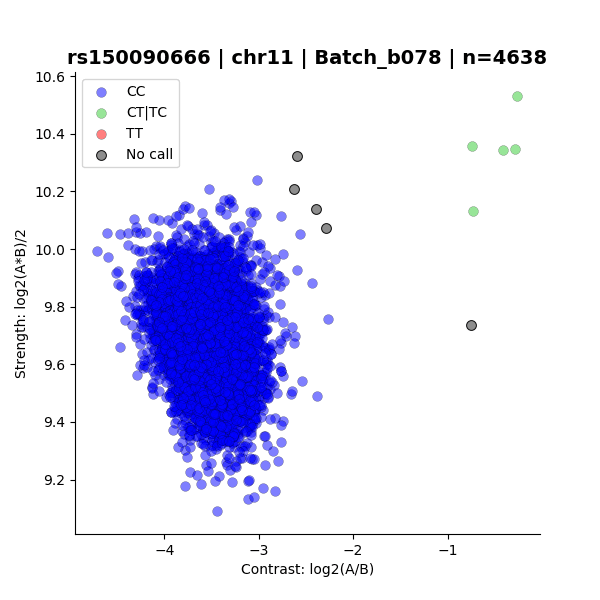 rs150090666 | chr11 | Batch_b078 | n=4638
CC
CT|TC
TT
No call
10.6
10.4
10.2
10.0
9.8
9.6
9.4
9.2
Strength: log2(A*B)/2
−4
−3
−2
−1
Contrast: log2(A/B)